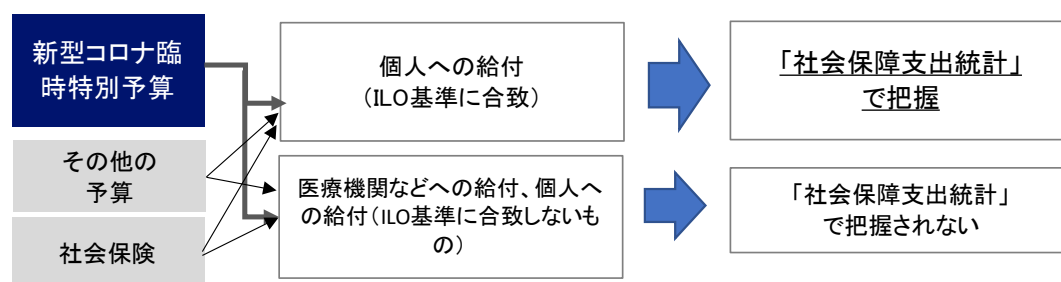 新型コロナ臨
時特別予算
その他の
予算
社会保険
個人への給付
(ILO基準に合致)
医療機関などへの給付、個人へ
の給付(ILO基準に合致しないも
の)
「社会保障支出統計」
で把握
「社会保障支出統計」
で把握されない